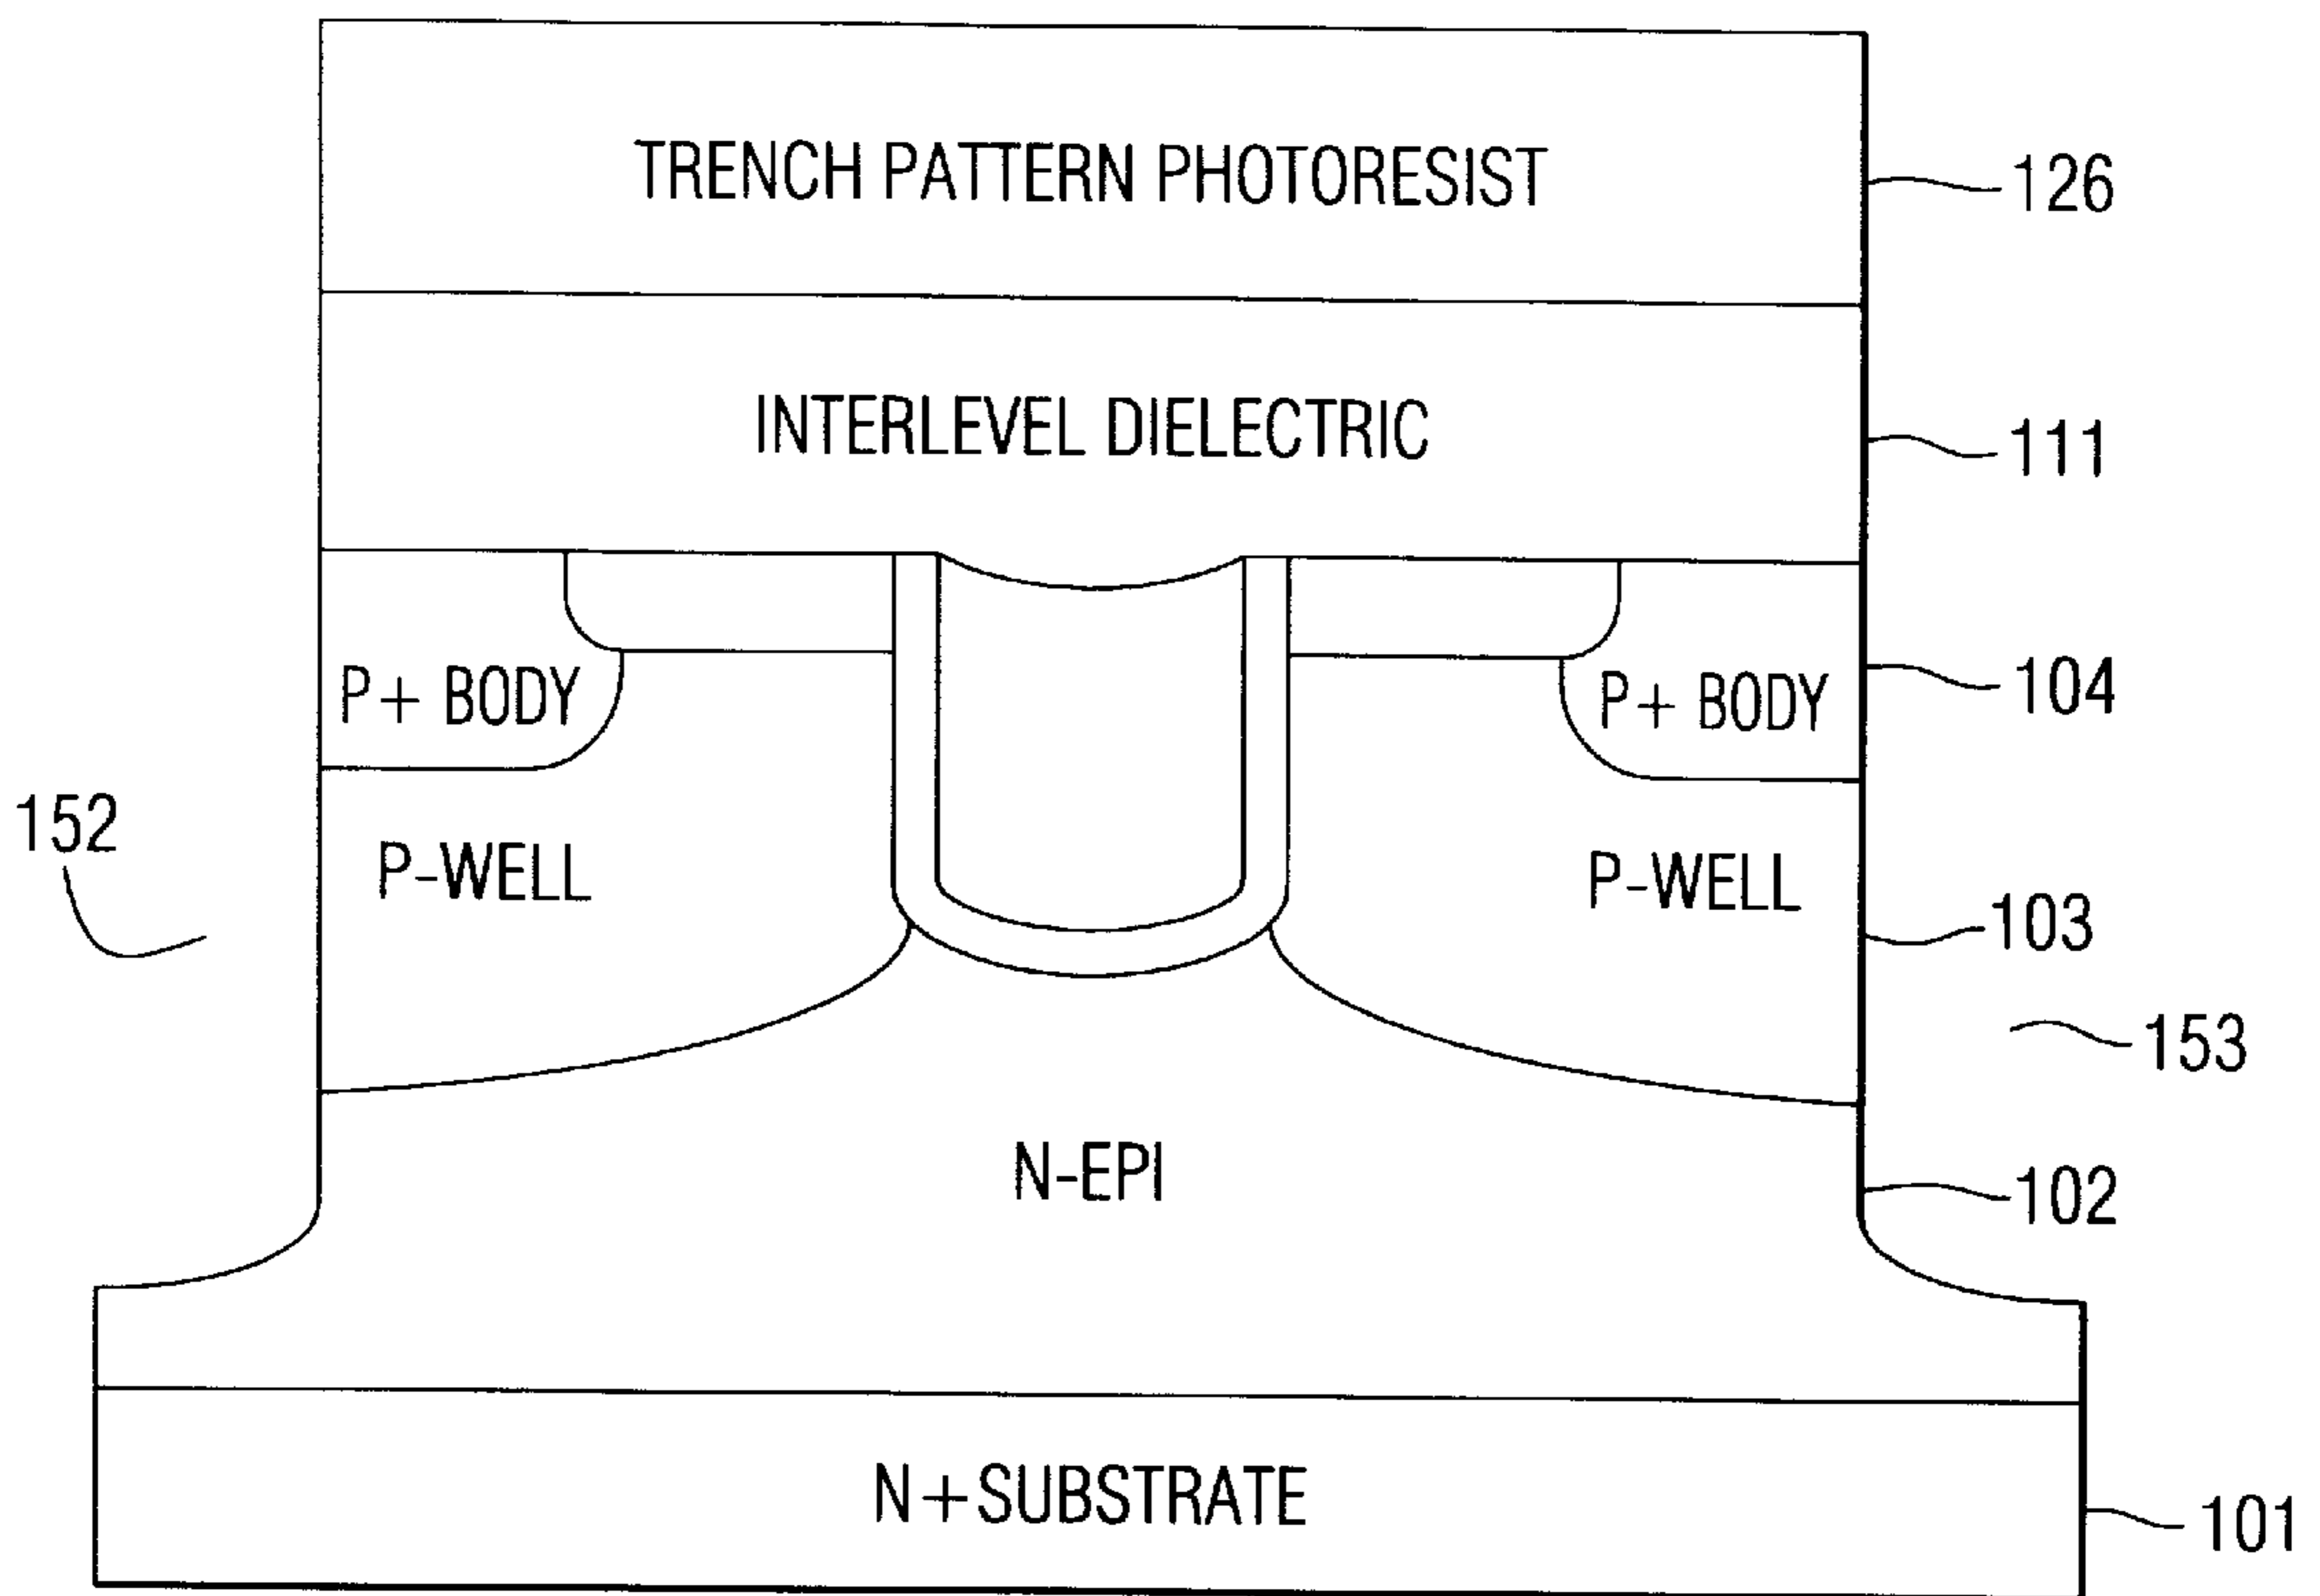 TRENCH PATTERN PHOTORESIST
126
INTERLEVEL DIELECTRIC
111
P+ BODY
P+ BODY
104
152
P-WELL
P-WELL
103
153
N-EPI
102
N+SUBSTRATE
101